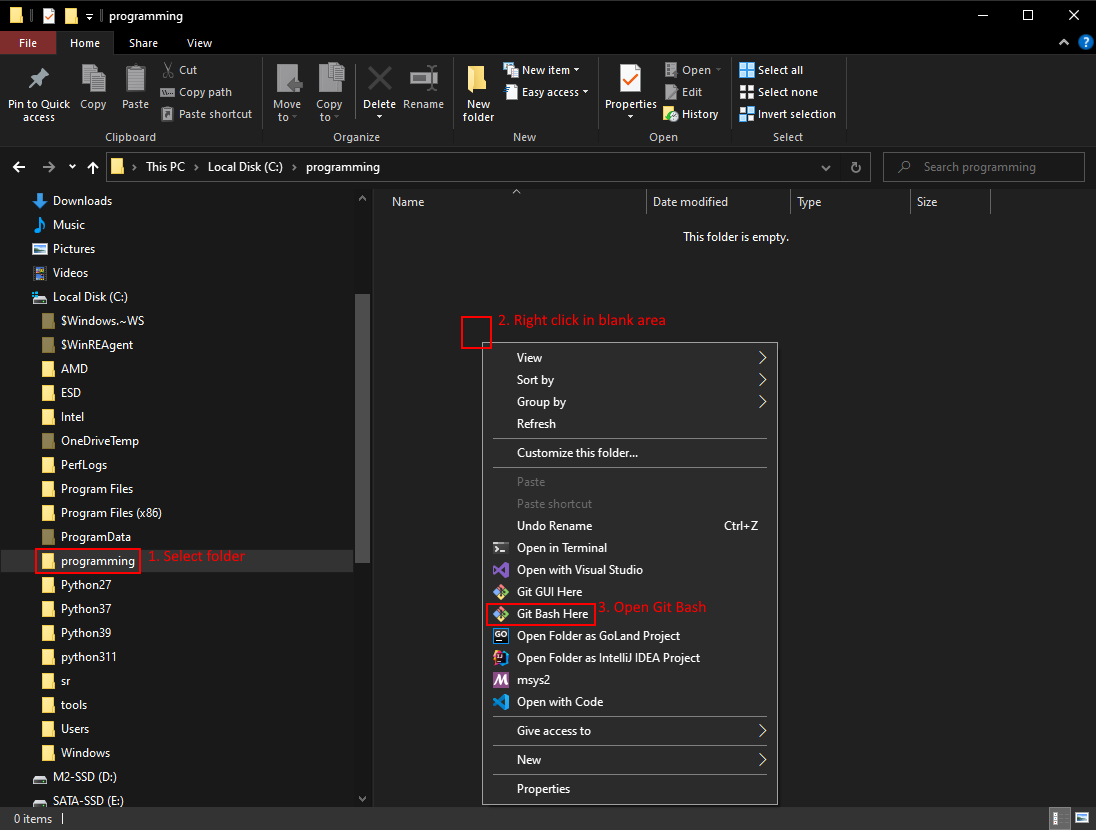 programming
File Home Share View
Pin to Quick access
Copy
Paste
Cut
Copy path
Paste shortcut
Clipboard
Move to
Copy to
Delete
Rename
Organize
New folder
New item
Easy access
New
Properties
Open
Edit
History
Open
Select all
Select none
Invert selection
Select
This PC Local Disk (C:) programming
Search programming
Downloads
Music
Pictures
Videos
Local Disk (C:)
$Windows.~WS
$WinREAgent
AMD
ESD
Intel
OneDriveTemp
PerfLogs
Program Files
Program Files (x86)
ProgramData
programming
1. Select folder
Python27
Python37
Python39
python311
sr
tools
Users
Windows
M2-SSD (D:)
SATA-SSD (E:)
Name Date modified Type Size
This folder is empty.
2. Right click in blank area
View
Sort by
Group by
Refresh
Customize this folder...
Paste
Paste shortcut
Undo Rename Ctrl+Z
Open in Terminal
Open with Visual Studio
Git GUI Here
Git Bash Here
3. Open Git Bash
GO
Open Folder as GoLand Project
Open Folder as IntelliJ IDEA Project
msys2
Open with Code
Give access to
New
Properties
0 items